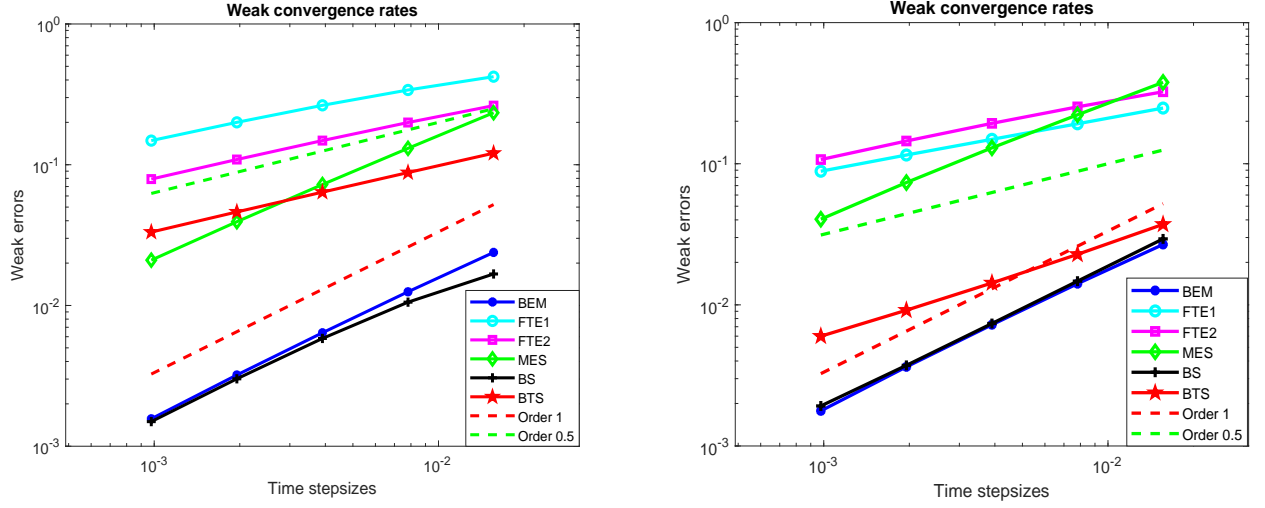 Weak convergence rates
10^0
10^-1
10^-2
10^-3
Weak errors
BEM
FTE1
FTE2
MES
BS
BTS
Order 1
Order 0.5
10^-3
10^-2
Time stepsizes
Weak convergence rates
10^0
10^-1
10^-2
10^-3
Weak errors
BEM
FTE1
FTE2
MES
BS
BTS
Order 1
Order 0.5
10^-3
10^-2
Time stepsizes